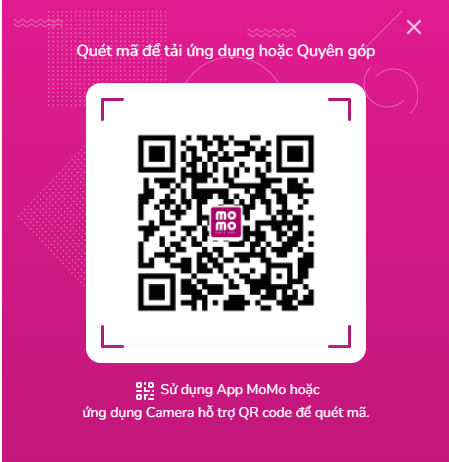 Quét mã để tải ứng dụng hoặc Quyên góp
mo
mo
Sử dụng App MoMo hoặc
ứng dụng Camera hỗ trợ QR code để quét mã.